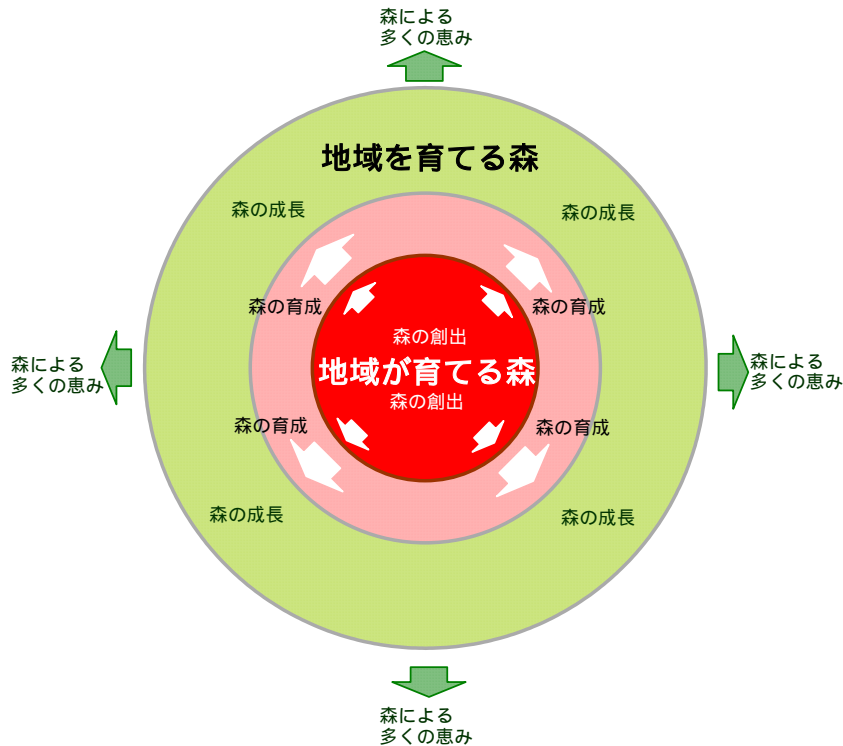 森による
多くの恵み
地域を育てる森
森の成長
森の成長
森の育成
森の育成
森の創出
森による
多くの恵み
地域が育てる森
森による
多くの恵み
森の創出
森の育成
森の育成
森の成長
森の成長
森による
多くの恵み